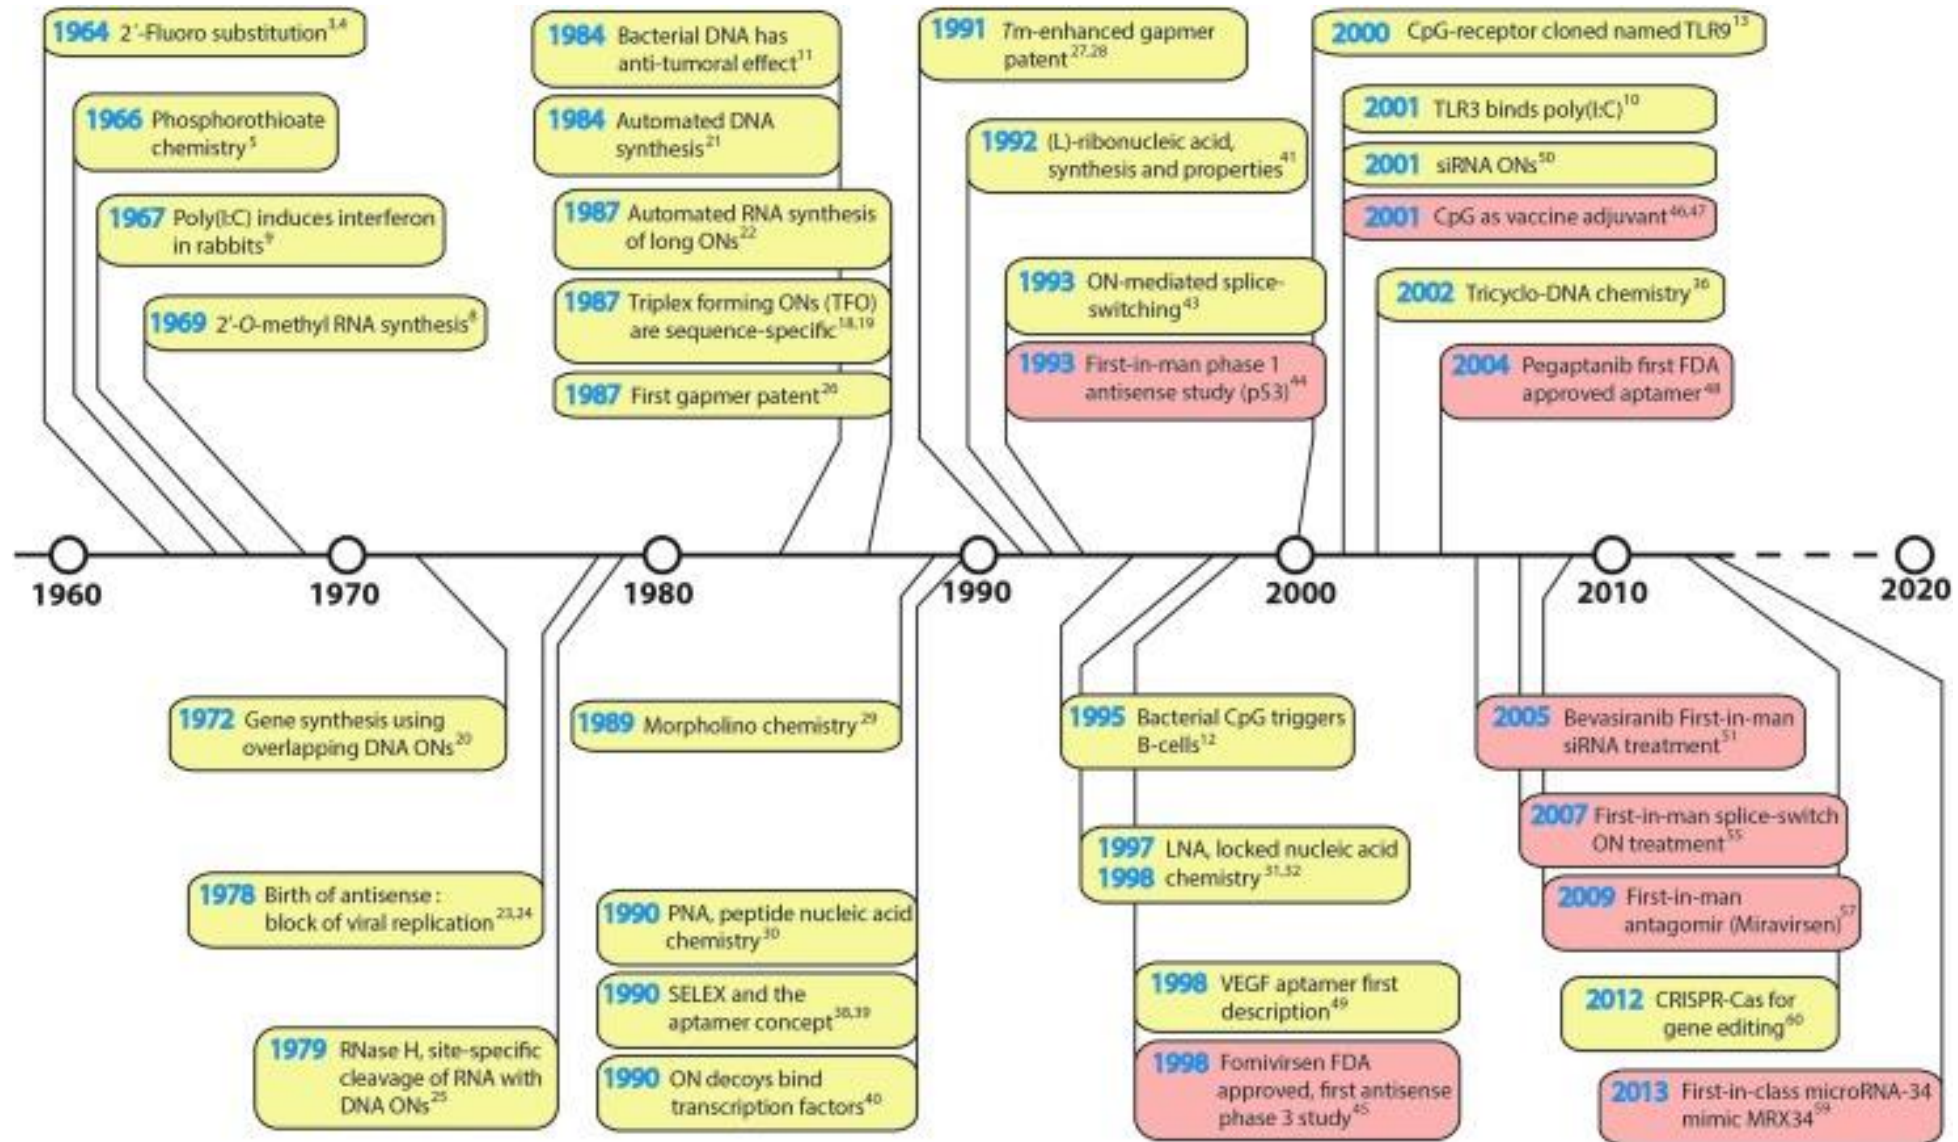 1964 2´-Fluoro substitution3,4
1966 Phosphorothioate
chemistry5
1967 Poly(I:C) induces interferon
in rabbits9
1969 2´-O-methyl RNA synthesis8
1984 Bacterial DNA has
anti-tumoral effect11
1984 Automated DNA
synthesis21
1987 Automated RNA synthesis
of long ONs22
1987 Triplex forming ONs (TFO)
are sequence-specific18,19
1987 First gapmer patent26
1991 Tm-enhanced gapmer
patent27,28
1992 (L)-ribonucleic acid,
synthesis and properties41
1993 ON-mediated splice-
switching43
1993 First-in-man phase 1
antisense study (p53)44
2000 CpG-receptor cloned named TLR913
2001 TLR3 binds poly(I:C)10
2001 siRNA ONs50
2001 CpG as vaccine adjuvant46,47
2002 Tricyclo-DNA chemistry36
2004 Pegaptanib first FDA
approved aptamer48
1960 1970 1980 1990 2000 2010 2020
1972 Gene synthesis using
overlapping DNA ONs20
1978 Birth of antisense :
block of viral replication23,24
1979 RNase H, site-specific
cleavage of RNA with
DNA ONs25
1989 Morpholino chemistry29
1990 PNA, peptide nucleic acid
chemistry30
1990 SELEX and the
aptamer concept38,39
1990 ON decoys bind
transcription factors40
1995 Bacterial CpG triggers
B-cells12
1997 LNA, locked nucleic acid
1998 chemistry31,32
1998 VEGF aptamer first
description49
1998 Fomivirsen FDA
approved, first antisense
phase 3 study45
2005 Bevasiranib First-in-man
siRNA treatment51
2007 First-in-man splice-switch
ON treatment55
2009 First-in-man
antagomir (Miravirsen)57
2012 CRISPR-Cas for
gene editing60
2013 First-in-class microRNA-34
mimic MRX3459